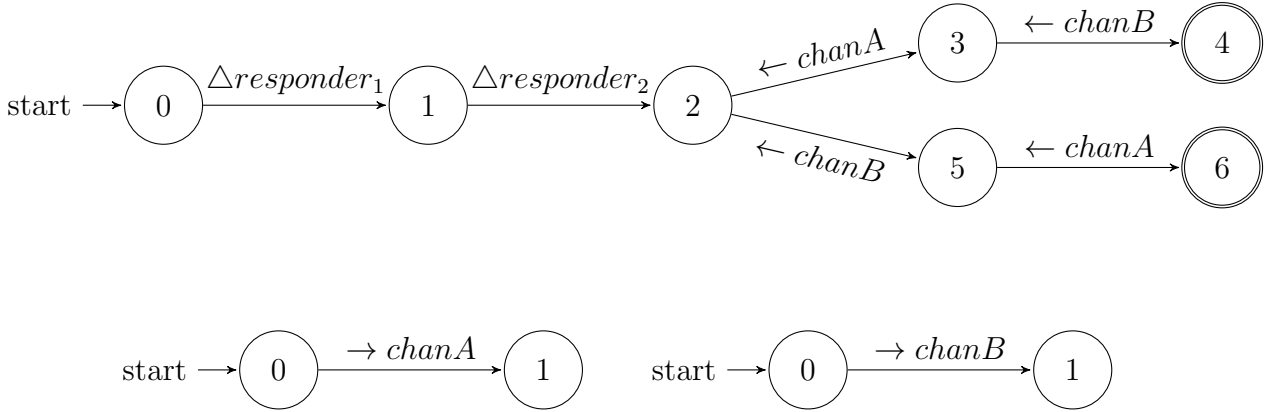 ← chanA 3 ← chanB 4
start 0 △responder₁ 1 △responder₂ 2
← chanB 5 ← chanA 6
start 0 → chanA 1 start 0 → chanB 1